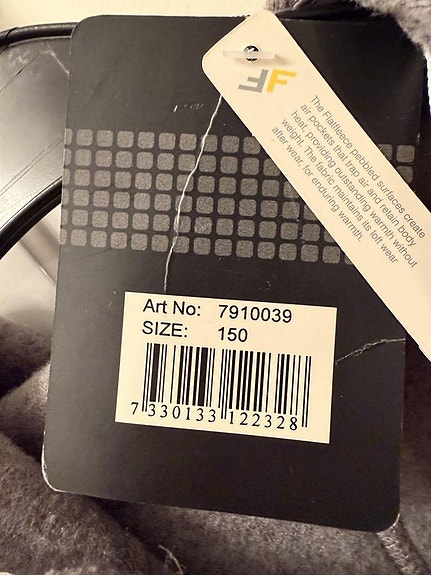 FF
The Flatfleece pebbled surfaces create
air pockets that trap air and retain body
heat, providing outstanding warmth without
weight. The fabric maintains its loft wear
after wear, for enduring warmth.
Art No: 7910039
SIZE: 150
7 330133 122328